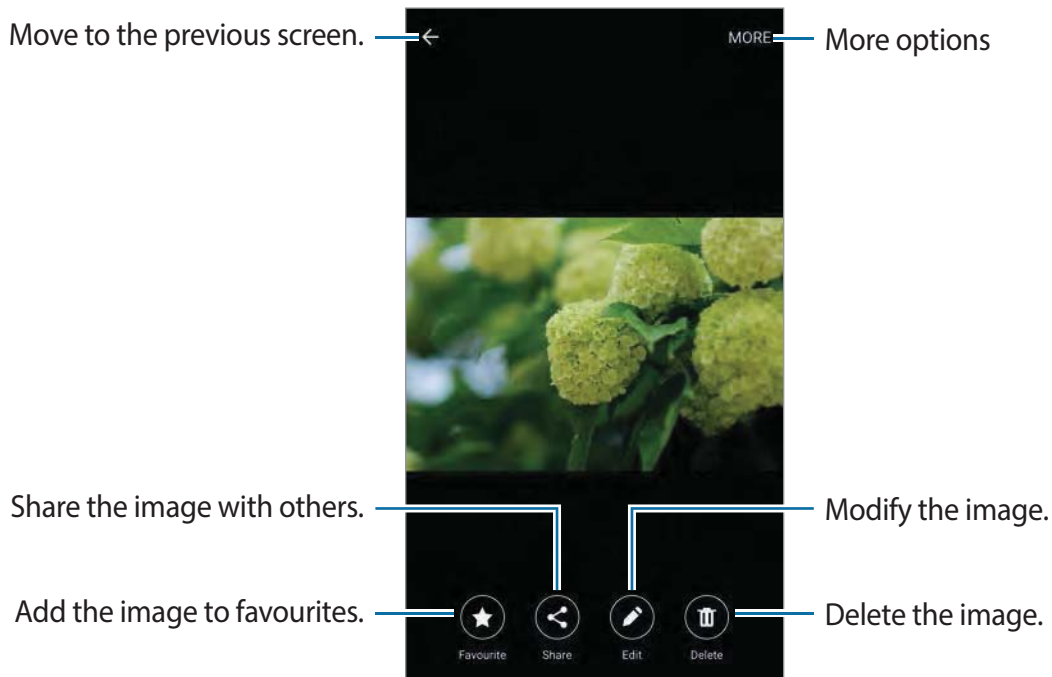 Move to the previous screen.
MORE
More options
Share the image with others.
Modify the image.
Add the image to favourites.
Delete the image.
Favourite
Share
Edit
Delete